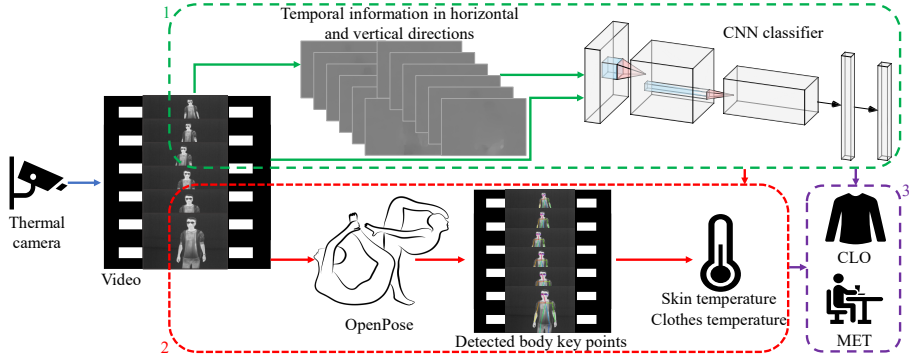 1
Temporal information in horizontal
and vertical directions
CNN classifier
Thermal
camera
Video
2
OpenPose
Detected body key points
Skin temperature
Clothes temperature
3
CLO
MET